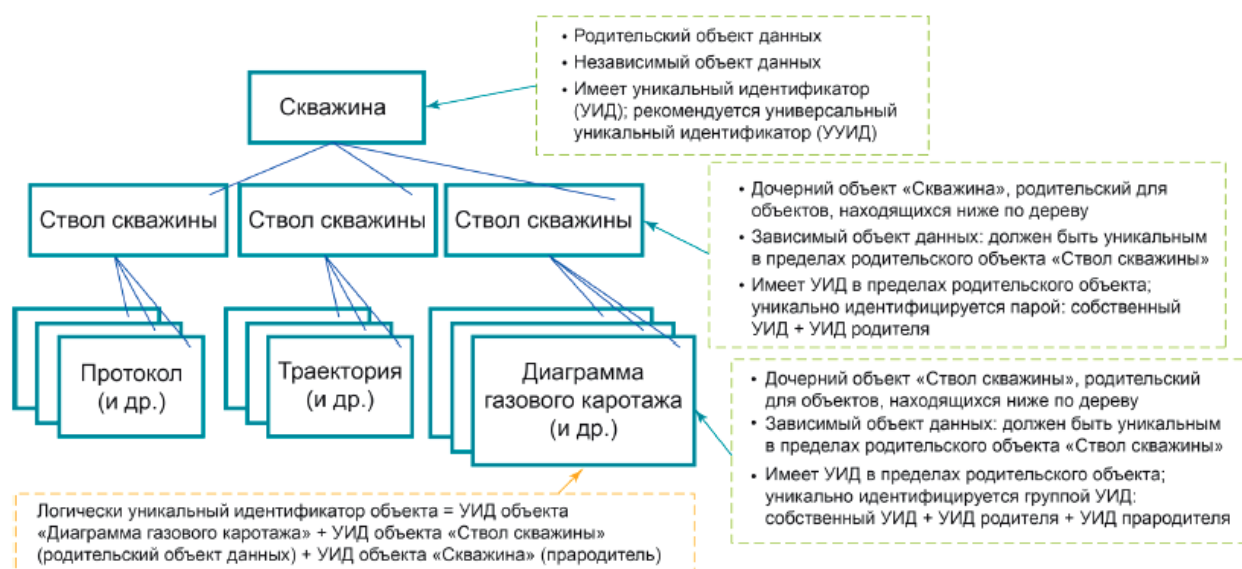 • Родительский объект данных
• Независимый объект данных
• Имеет уникальный идентификатор
(УИД); рекомендуется универсальный
уникальный идентификатор (УУИД)
Скважина
Ствол скважины
Ствол скважины
Ствол скважины
• Дочерний объект «Скважина», родительский для
объектов, находящихся ниже по дереву
• Зависимый объект данных: должен быть уникальным
в пределах родительского объекта «Ствол скважины»
• Имеет УИД в пределах родительского объекта;
уникально идентифицируется парой: собственный
УИД + УИД родителя
Протокол
(и др.)
Траектория
(и др.)
Диаграмма
газового каротажа
(и др.)
• Дочерний объект «Ствол скважины», родительский
для объектов, находящихся ниже по дереву
• Зависимый объект данных: должен быть уникальным
в пределах родительского объекта «Ствол скважины»
• Имеет УИД в пределах родительского объекта;
уникально идентифицируется группой УИД:
собственный УИД + УИД родителя + УИД прародителя
Логически уникальный идентификатор объекта = УИД объекта
«Диаграмма газового каротажа» + УИД объекта «Ствол скважины»
(родительский объект данных) + УИД объекта «Скважина» (прародитель)